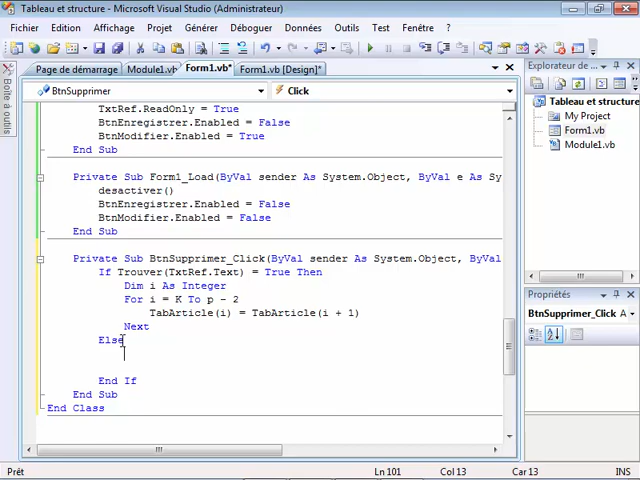 Tableau et structure - Microsoft Visual Studio (Administrateur)
Fichier Edition Affichage Projet Générer Déboguer Données Outils Test Fenêtre ?
Page de démarrage Module1.vb Form1.vb* Form1.vb [Design]*
BtnSupprimer Click
Boîte à outils
TxtRef.ReadOnly = True
BtnEnregistrer.Enabled = False
BtnModifier.Enabled = True
End Sub
Private Sub Form1_Load(ByVal sender As System.Object, ByVal e As Sy
desactiver()
BtnEnregistrer.Enabled = False
BtnModifier.Enabled = False
End Sub
Private Sub BtnSupprimer_Click(ByVal sender As System.Object, ByVal
If Trouver(TxtRef.Text) = True Then
Dim i As Integer
For i = K To p - 2
TabArticle(i) = TabArticle(i + 1)
Next
Else
End If
End Sub
End Class
Explorateur de
Tableau et structure
My Project
Form1.vb
Module1.vb
Propriétés
BtnSupprimer_Click A
Prêt Ln 101 Col 13 Car 13 INS